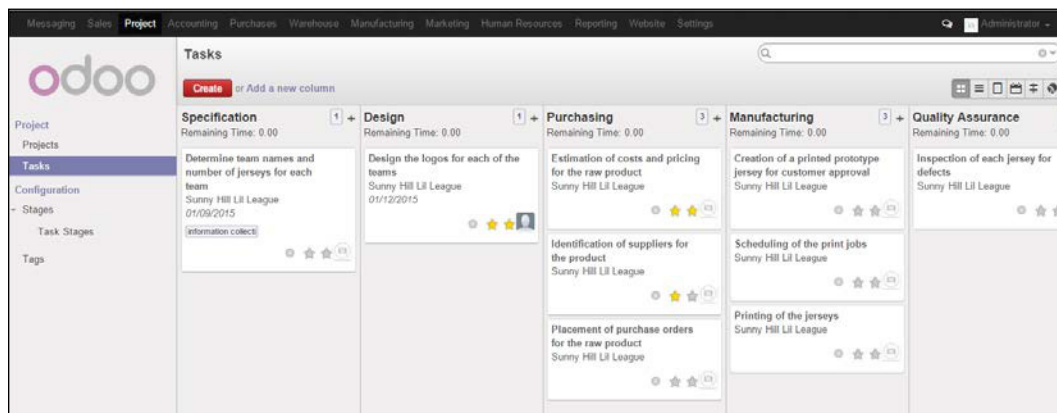 Messaging Sales Project Accounting Purchases Warehouse Manufacturing Marketing Human Resources Reporting Website Settings Administrator
odoo
Project
Projects
Tasks
Configuration
Stages
Task Stages
Tags
Tasks
Create or Add a new column
Specification 1 +
Remaining Time: 0.00
Determine team names and
number of jerseys for each
team
Sunny Hill Lil League
01/09/2015
information collecti
Design 1 +
Remaining Time: 0.00
Design the logos for each of the
teams
Sunny Hill Lil League
01/12/2015
Purchasing 3 +
Remaining Time: 0.00
Estimation of costs and pricing
for the raw product
Sunny Hill Lil League
Identification of suppliers for
the product
Sunny Hill Lil League
Placement of purchase orders
for the raw product
Sunny Hill Lil League
Manufacturing 3 +
Remaining Time: 0.00
Creation of a printed prototype
jersey for customer approval
Sunny Hill Lil League
Scheduling of the print jobs
Sunny Hill Lil League
Printing of the jerseys
Sunny Hill Lil League
Quality Assurance
Remaining Time: 0.00
Inspection of each jersey for
defects
Sunny Hill Lil League